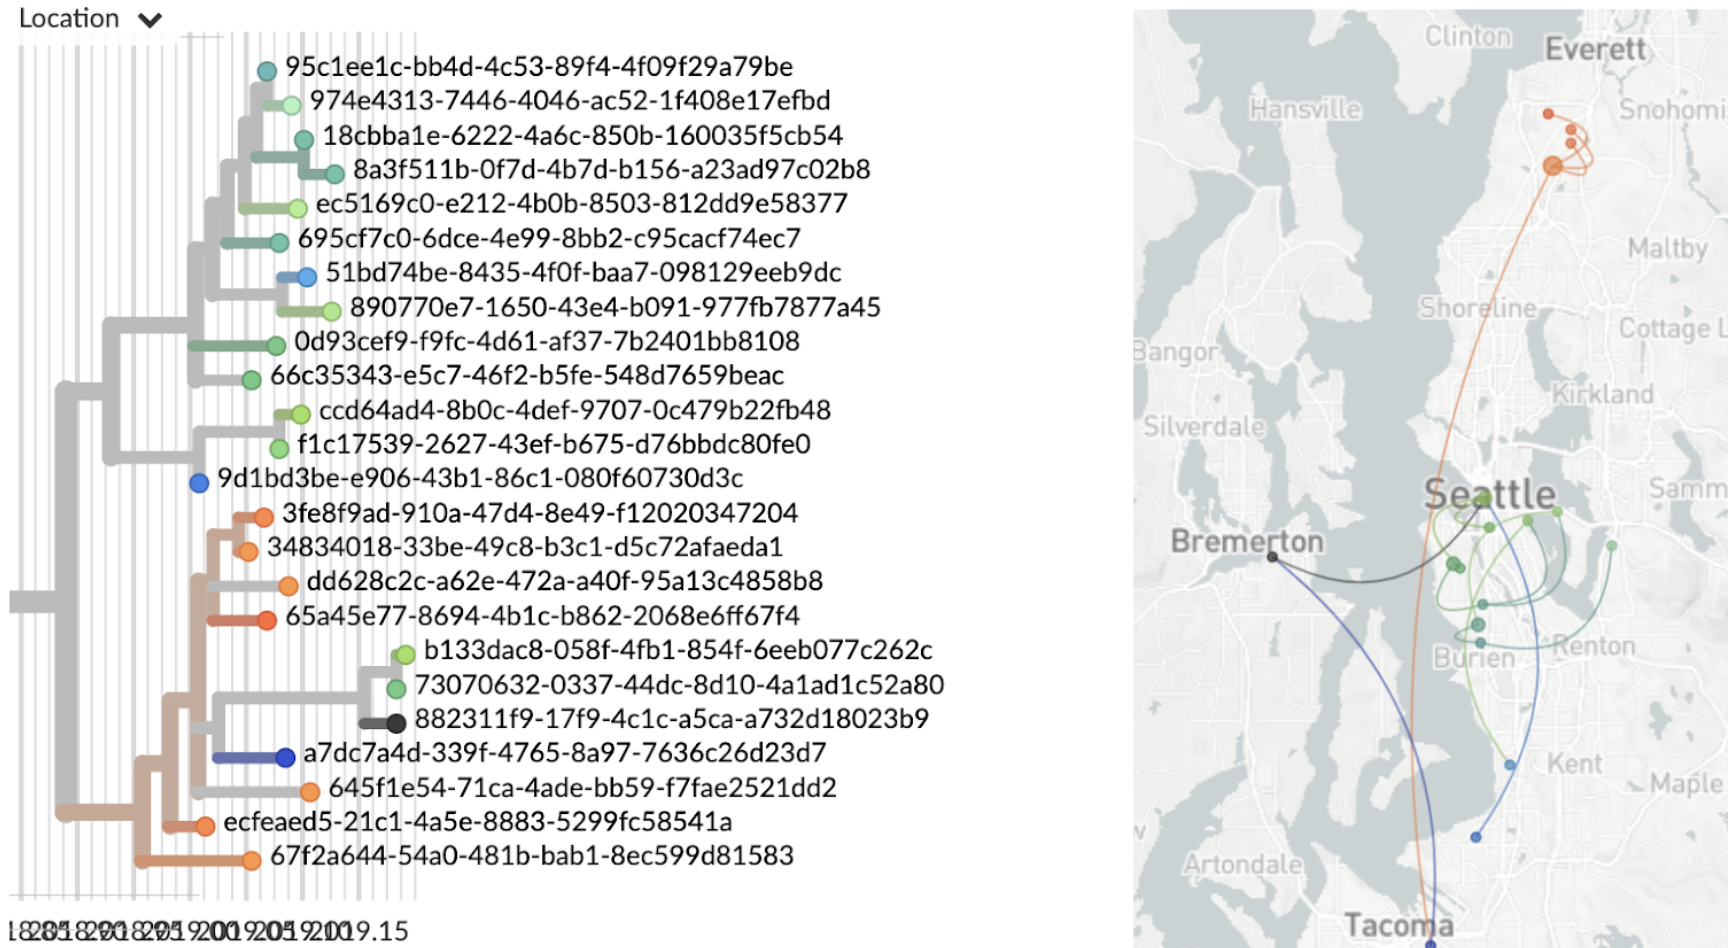 Location
95c1ee1c-bb4d-4c53-89f4-4f09f29a79be
974e4313-7446-4046-ac52-1f408e17efbd
18cbba1e-6222-4a6c-850b-160035f5cb54
8a3f511b-0f7d-4b7d-b156-a23ad97c02b8
ec5169c0-e212-4b0b-8503-812dd9e58377
695cf7c0-6dce-4e99-8bb2-c95cacf74ec7
51bd74be-8435-4f0f-baa7-098129eeb9dc
890770e7-1650-43e4-b091-977fb7877a45
0d93cef9-f9fc-4d61-af37-7b2401bb8108
66c35343-e5c7-46f2-b5fe-548d7659beac
ccd64ad4-8b0c-4def-9707-0c479b22fb48
f1c17539-2627-43ef-b675-d76bbdc80fe0
9d1bd3be-e906-43b1-86c1-080f60730d3c
3fe8f9ad-910a-47d4-8e49-f12020347204
34834018-33be-49c8-b3c1-d5c72afaeda1
dd628c2c-a62e-472a-a40f-95a13c4858b8
65a45e77-8694-4b1c-b862-2068e6ff67f4
b133dac8-058f-4fb1-854f-6eeb077c262c
73070632-0337-44dc-8d10-4a1ad1c52a80
882311f9-17f9-4c1c-a5ca-a732d18023b9
a7dc7a4d-339f-4765-8a97-7636c26d23d7
645f1e54-71ca-4ade-bb59-f7fae2521dd2
ecfeaed5-21c1-4a5e-8883-5299fc58541a
67f2a644-54a0-481b-bab1-8ec599d81583
Clinton
Everett
Hansville
Snohomi
Maltby
Shoreline
Cottage L
Bangor
Kirkland
Silverdale
Seattle
Samm
Bremerton
Burien
Renton
Kent
Maple
Artondale
Tacoma